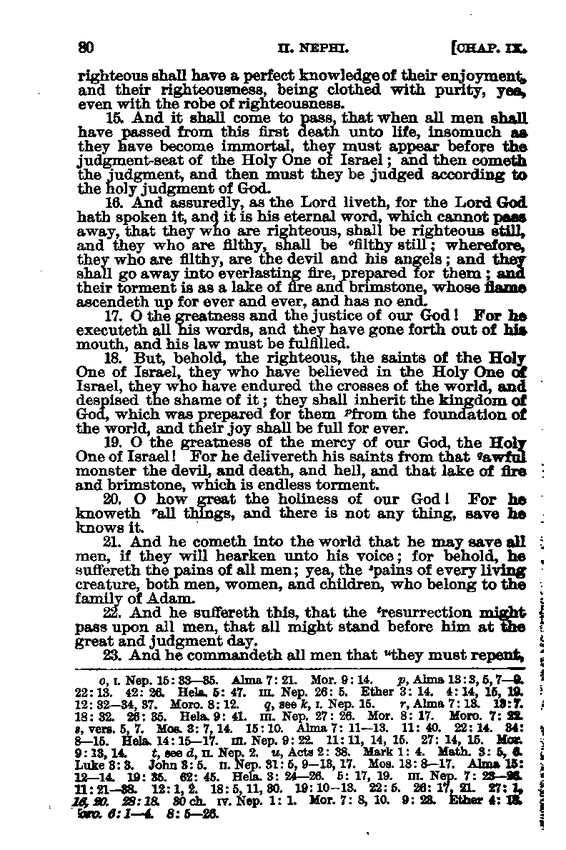 80 II. NEPHI. [CHAP. IX.
righteous shall have a perfect knowledge of their enjoyment,
and their righteousness, being clothed with purity, yea,
even with the robe of righteousness.
15. And it shall come to pass, that when all men shall
have passed from this first death unto life, insomuch as
they have become immortal, they must appear before the
judgment-seat of the Holy One of Israel; and then cometh
the judgment, and then must they be judged according to
the holy judgment of God.
16. And assuredly, as the Lord liveth, for the Lord God
hath spoken it, and it is his eternal word, which cannot pass
away, that they who are righteous, shall be righteous still,
and they who are filthy, shall be ᵒfilthy still; wherefore,
they who are filthy, are the devil and his angels; and they
shall go away into everlasting fire, prepared for them; and
their torment is as a lake of fire and brimstone, whose flame
ascendeth up for ever and ever, and has no end.
17. O the greatness and the justice of our God! For he
executeth all his words, and they have gone forth out of his
mouth, and his law must be fulfilled.
18. But, behold, the righteous, the saints of the Holy
One of Israel, they who have believed in the Holy One of
Israel, they who have endured the crosses of the world, and
despised the shame of it; they shall inherit the kingdom of
God, which was prepared for them ᵖfrom the foundation of
the world, and their joy shall be full for ever.
19. O the greatness of the mercy of our God, the Holy
One of Israel! For he delivereth his saints from that qawful
monster the devil, and death, and hell, and that lake of fire
and brimstone, which is endless torment.
20. O how great the holiness of our God! For he
knoweth ʳall things, and there is not any thing, save he
knows it.
21. And he cometh into the world that he may save all
men, if they will hearken unto his voice; for behold, he
suffereth the pains of all men; yea, the ˢpains of every living
creature, both men, women, and children, who belong to the
family of Adam.
22. And he suffereth this, that the ᵗresurrection might
pass upon all men, that all might stand before him at the
great and judgment day.
23. And he commandeth all men that ᵘthey must repent,
o, I. Nep. 15: 33—35. Alma 7: 21. Mor. 9: 14. p, Alma 13: 3, 5, 7—9.
22: 13. 42: 26. Hela. 5: 47. III. Nep. 26: 5. Ether 3: 14. 4: 14, 15, 19.
12: 32—34, 37. Moro. 8: 12. q, see k, I. Nep. 15. r, Alma 7: 13. 13: 7.
18: 32. 26: 35. Hela. 9: 41. III. Nep. 27: 26. Mor. 8: 17. Moro. 7: 22.
s, vers. 5, 7. Mos. 3: 7, 14. 15: 10. Alma 7: 11—13. 11: 40. 22: 14. 34:
8—15. Hela. 14: 15—17. III. Nep. 9: 22. 11: 11, 14, 15. 27: 14, 15. Mor.
9: 13, 14. t, see d, II. Nep. 2. u, Acts 2: 38. Mark 1: 4. Math. 3: 5, 6.
Luke 3: 3. John 3: 5. II. Nep. 31: 5, 9—13, 17. Mos. 18: 8—17. Alma 15:
12—14. 19: 35. 62: 45. Hela. 3: 24—26. 5: 17, 19. III. Nep. 7: 23—26.
11: 21—38. 12: 1, 2. 18: 5, 11, 30. 19: 10—13. 22: 5. 26: 17, 21. 27: 1,
16, 20. 28: 18. 30 ch. IV. Nep. 1: 1. Mor. 7: 8, 10. 9: 23. Ether 4: 18.
oro. 6: 1—4. 8: 5—26.